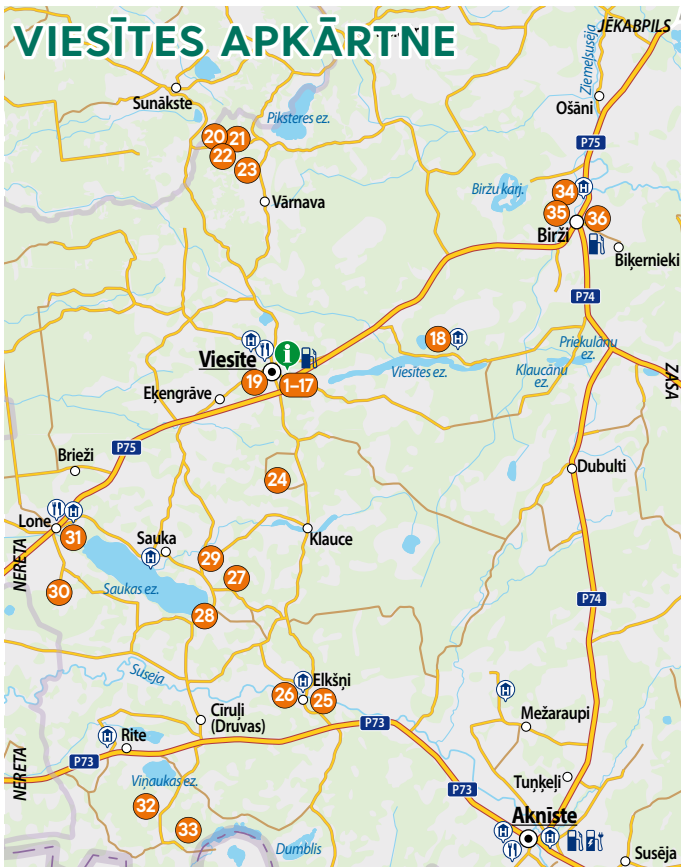 VIESĪTES APKĀRTNE
JĒKABPILS
Ziemeļsusēja
Sunākste
Ošāni
Piksteres ez.
20
21
P75
22
23
Biržu karj.
34
Vārnava
35
36
Birži
Biķernieki
P74
18
Viesīte
i
Viesītes ez.
Priekulānu
ez.
Klaucānu
ez.
19
1–17
ZASA
Eķengrāve
P75
Brieži
Dubulti
24
Lone
31
Sauka
Klauce
NERETA
29
27
30
Saukas ez.
28
P74
Susēja
Elkšņi
26
25
Cīruļi
(Druvas)
Mežaraupi
P73
Rite
P73
NERETA
Viņaukas ez.
Tuņķeļi
P73
32
Aknīste
33
Dumblis
Susēja